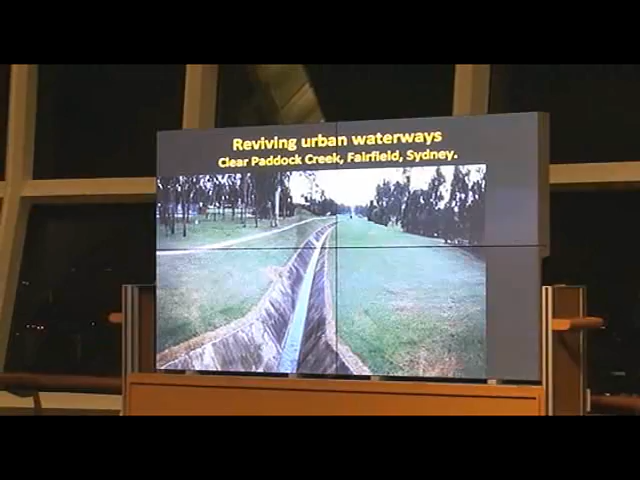 Reviving urban waterways
Clear Paddock Creek, Fairfield, Sydney.